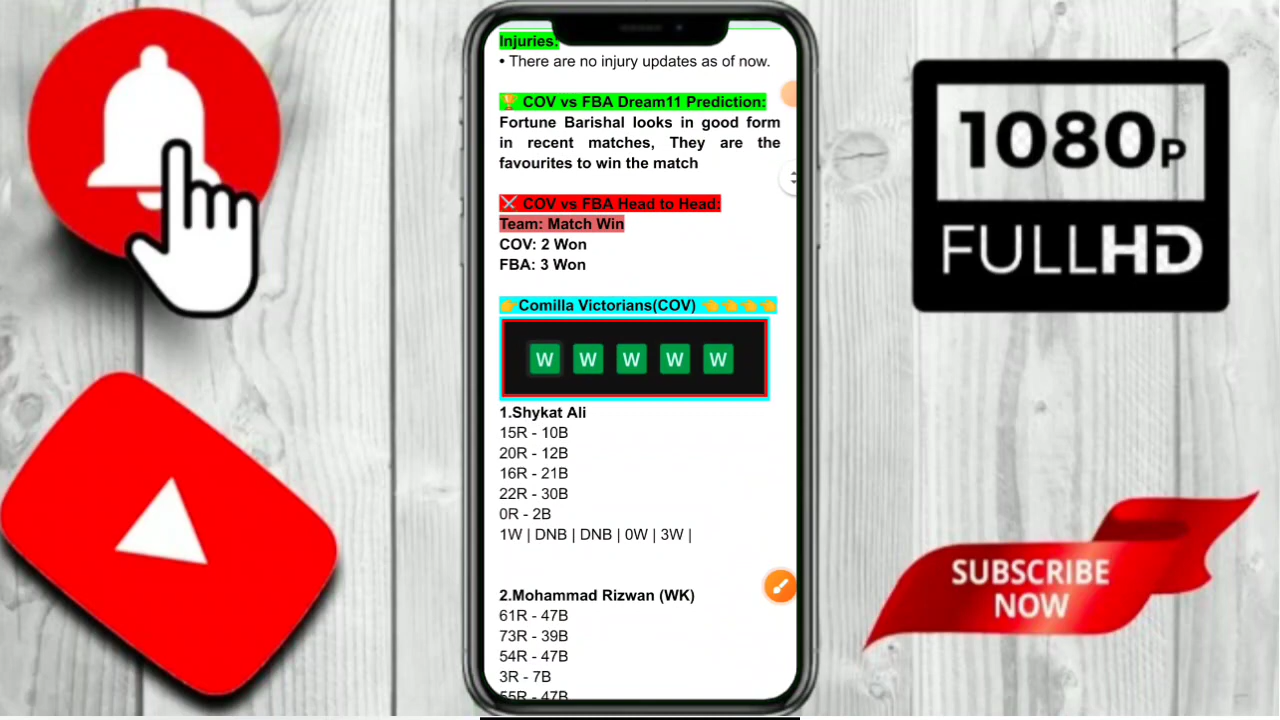 Injuries:
• There are no injury updates as of now.
🏆 COV vs FBA Dream11 Prediction:
Fortune Barishal looks in good form
in recent matches, They are the
favourites to win the match
⚔️ COV vs FBA Head to Head:
Team: Match Win
COV: 2 Won
FBA: 3 Won
👉Comilla Victorians(COV) 👈👈👈👈
W W W W W
1.Shykat Ali
15R - 10B
20R - 12B
16R - 21B
22R - 30B
0R - 2B
1W | DNB | DNB | 0W | 3W |
2.Mohammad Rizwan (WK)
61R - 47B
73R - 39B
54R - 47B
3R - 7B
55R - 47B
1080P
FULLHD
SUBSCRIBE
NOW